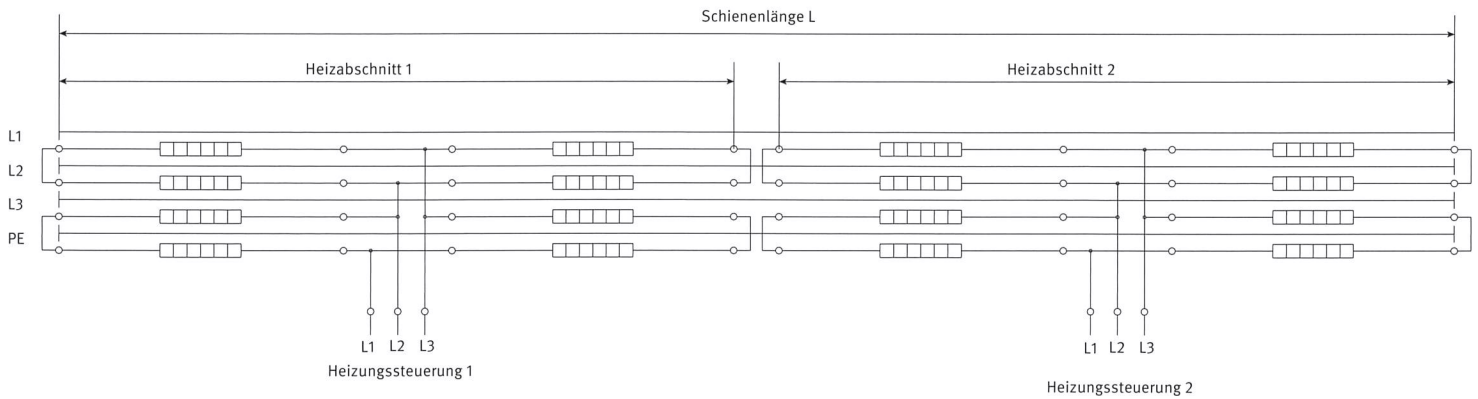 Schienenlänge L
Heizabschnitt 1
Heizabschnitt 2
L1
L2
L3
PE
L1 L2 L3
Heizungssteuerung 1
L1 L2 L3
Heizungssteuerung 2